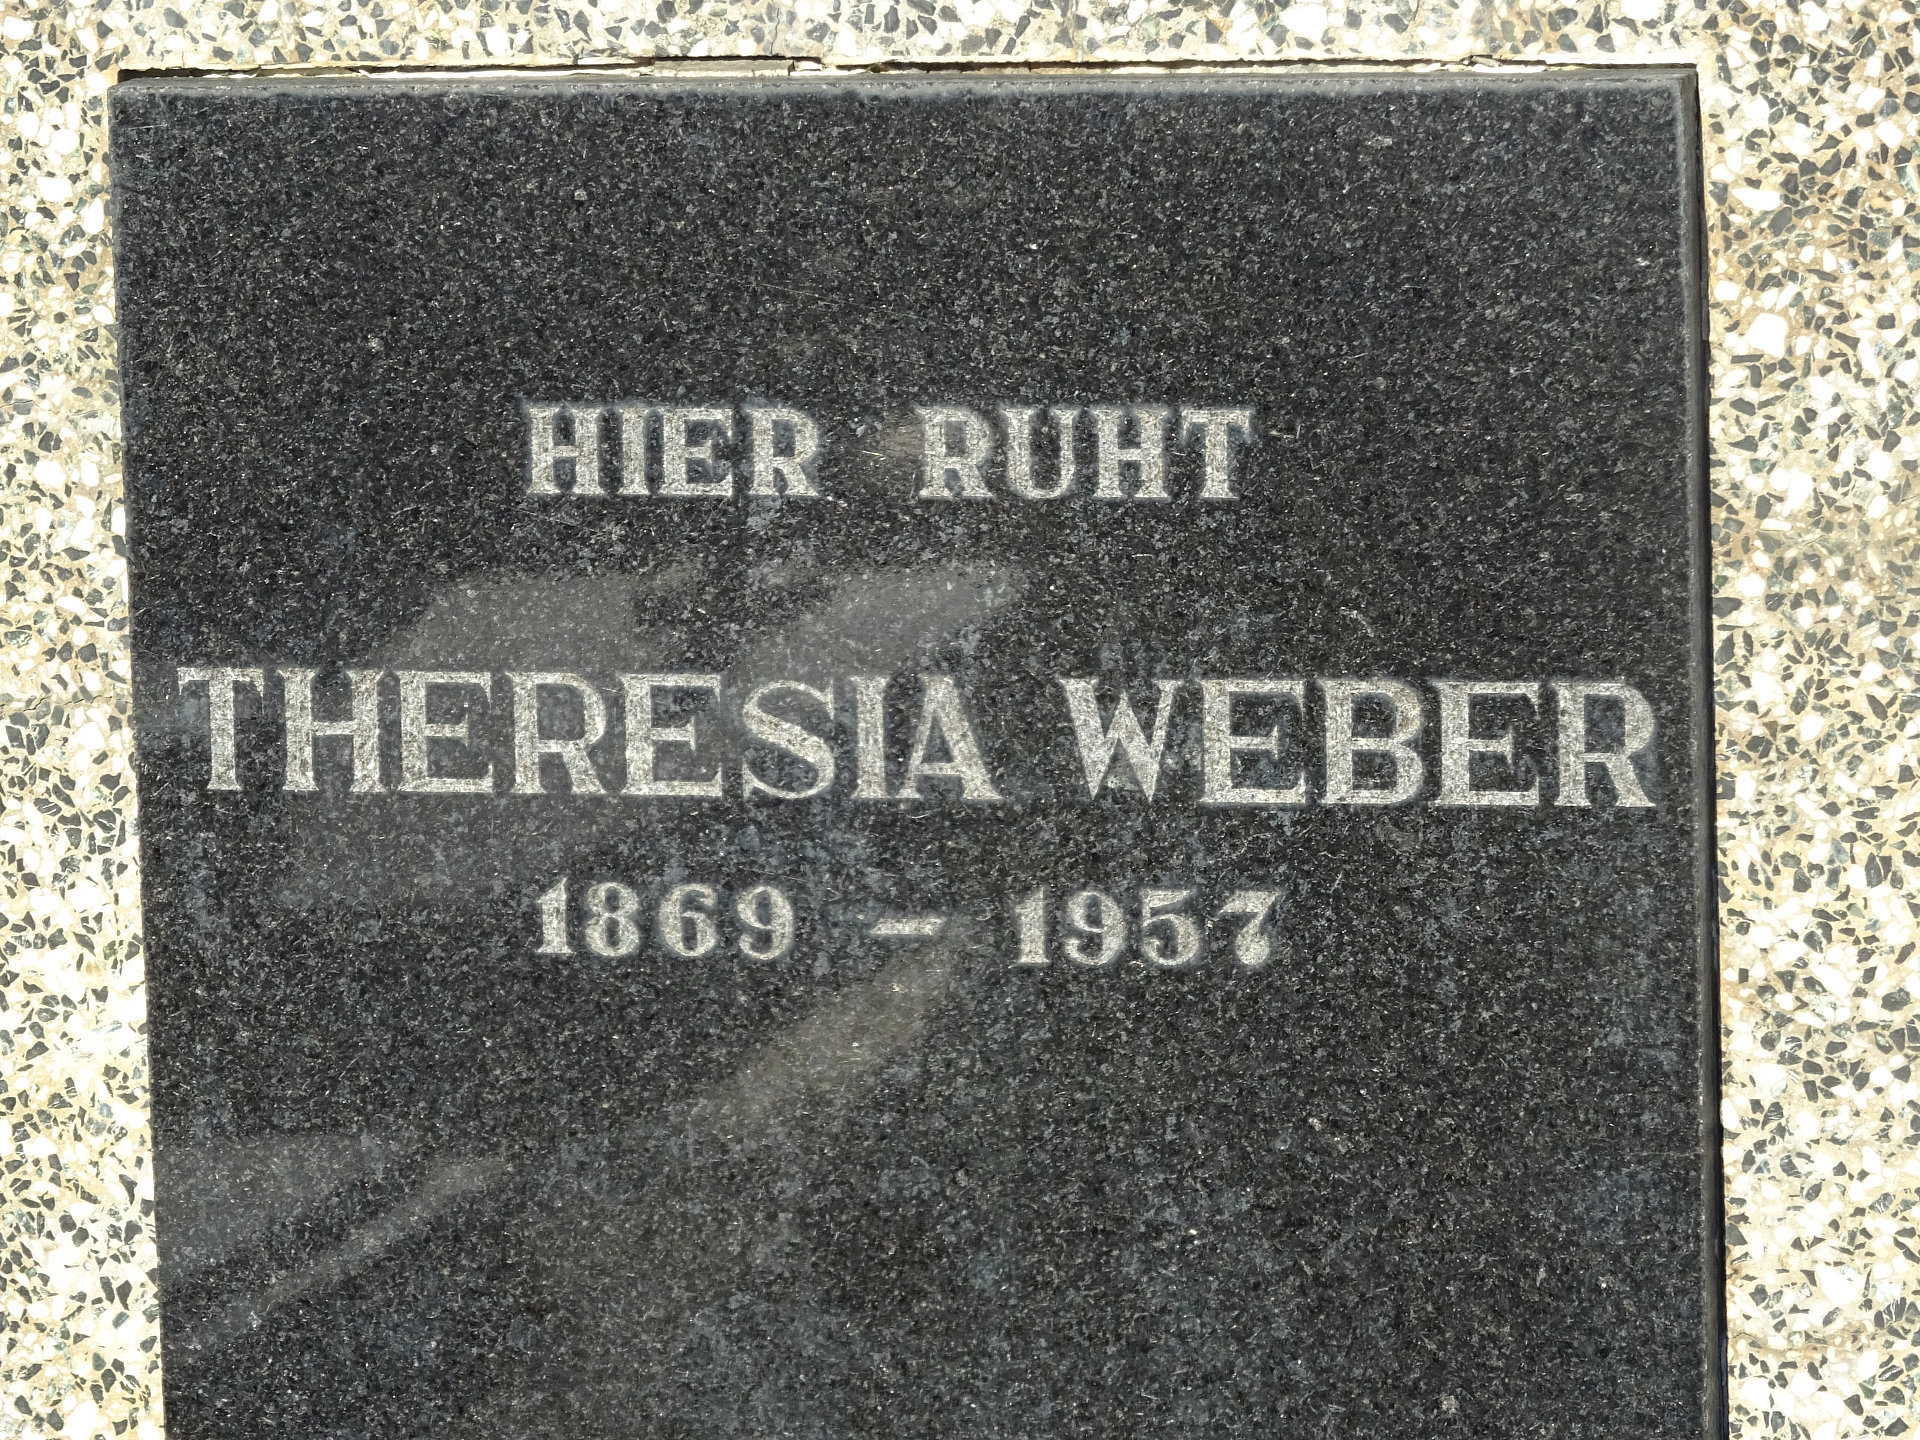 HIER RUHT
THERESIA WEBER
1869 – 1957